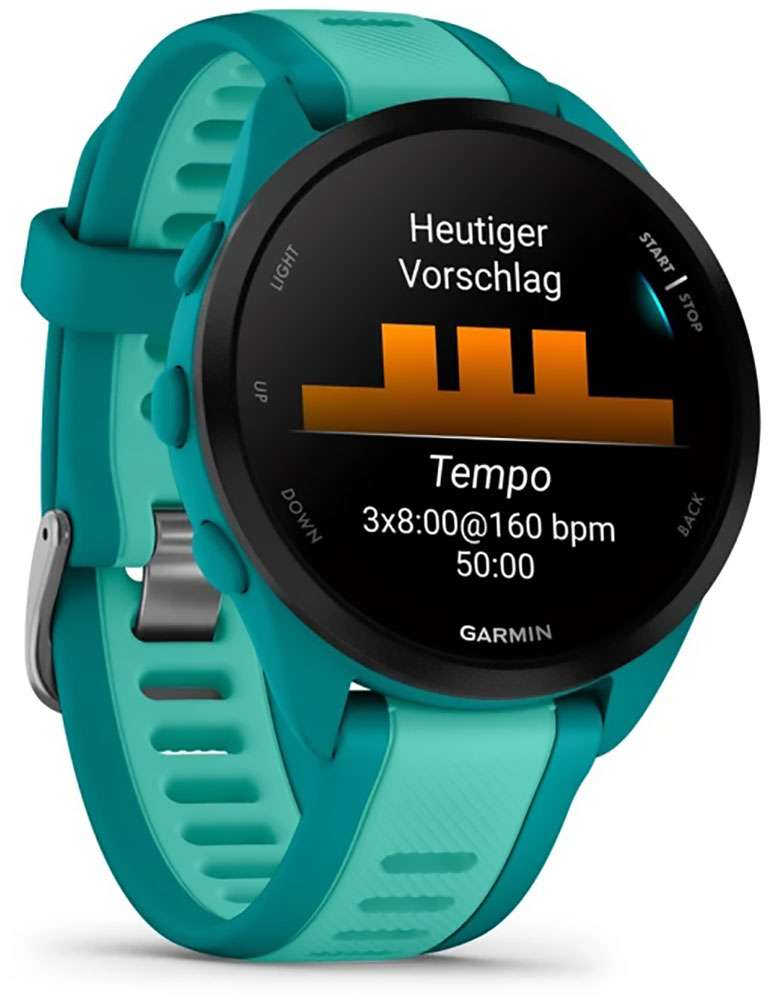 Heutiger
Vorschlag
LIGHT
START
STOP
UP
DOWN
BACK
Tempo
3x8:00@160 bpm
50:00
GARMIN